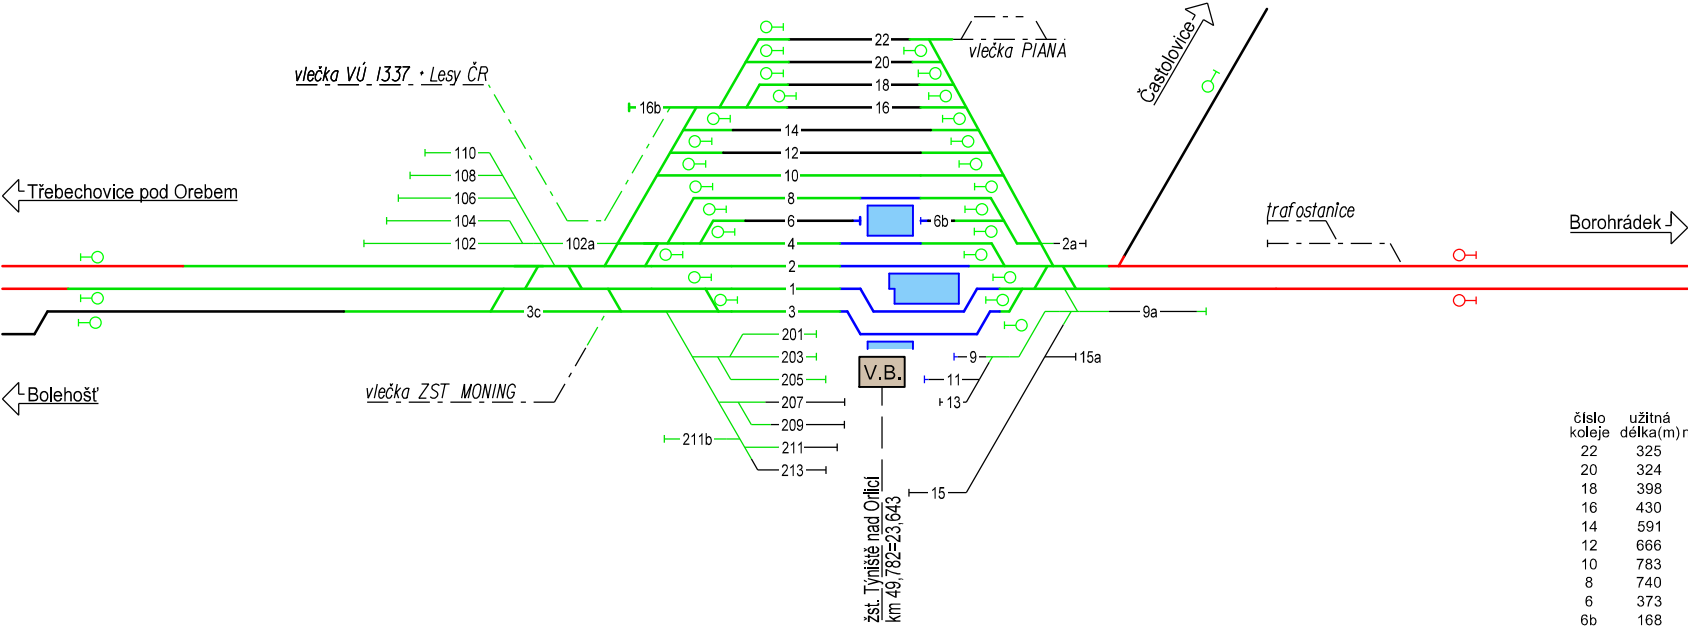 22
vlečka PIANA
Častolovice
vlečka VÚ 1337 + Lesy ČR
20
18
16b
16
14
110
12
108
10
Třebechovice pod Orebem
106
8
104
6
6b
trafostanice
Borohrádek
102
102a
4
2a
2
1
3c
3
9a
201
203
9
15a
205
V.B.
11
Bolehošť
vlečka ZST MONING
207
13
209
211b
211
213
15
žst. Týniště nad Orlicí
km 49,782=23,643
číslo užitná
koleje délka(m) n
22 325
20 324
18 398
16 430
14 591
12 666
10 783
8 740
6 373
6b 168